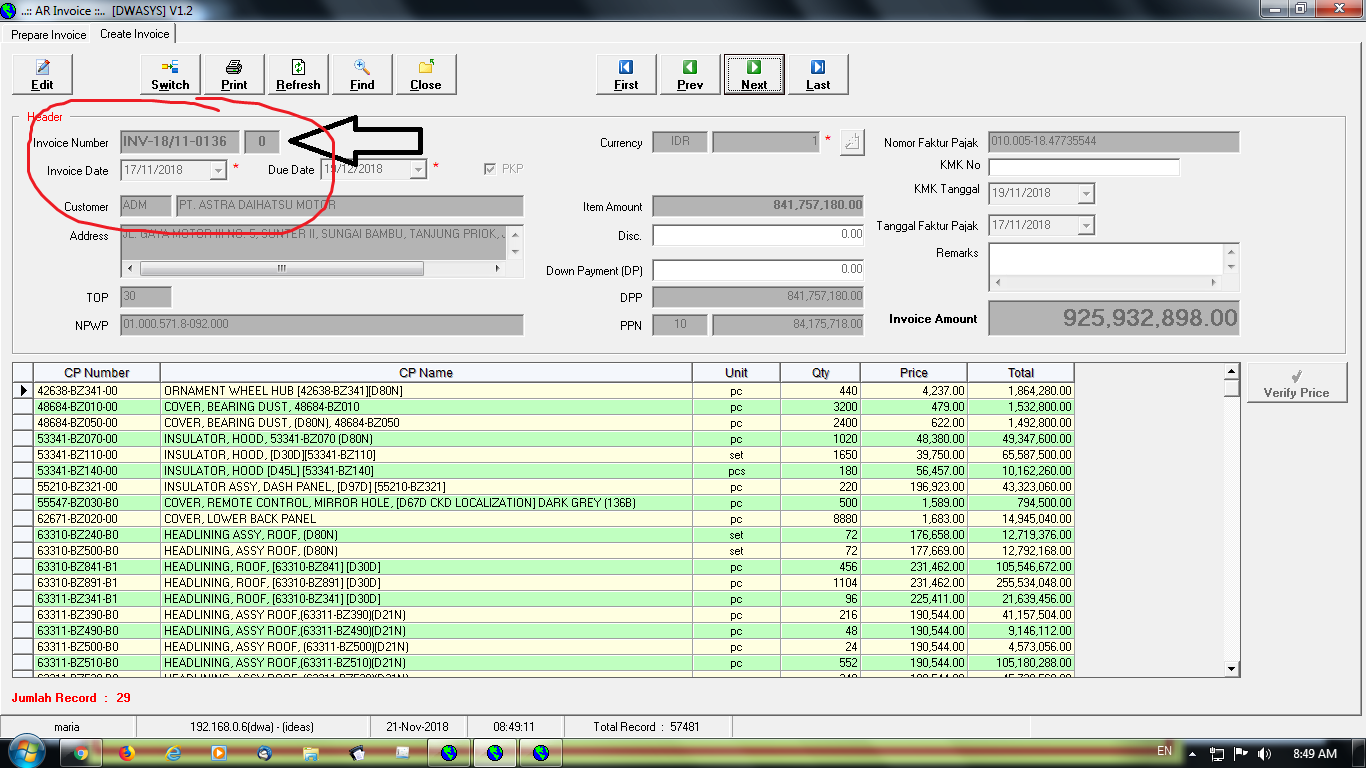 ..:: AR Invoice ::.. [DWASYS] V1.2
Prepare Invoice Create Invoice
Edit Switch Print Refresh Find Close First Prev Next Last
Header
Invoice Number INV-18/11-0136 0 Currency IDR 1 * Nomor Faktur Pajak 010.005-18.47735544
Invoice Date 17/11/2018 * Due Date 19/12/2018 * PKP KMK No
KMK Tanggal 19/11/2018
Customer ADM PT. ASTRA DAIHATSU MOTOR Item Amount 841,757,180.00
Tanggal Faktur Pajak 17/11/2018
Address JL. GAYA MOTOR III NO. 5, SUNTER II, SUNGAI BAMBU, TANJUNG PRIOK, Disc. 0.00
Remarks
Down Payment (DP) 0.00
TOP 30 DPP 841,757,180.00
NPWP 01.000.571.8-092.000 PPN 10 84,175,718.00 Invoice Amount 925,932,898.00
CP Number CP Name Unit Qty Price Total
42638-BZ341-00 ORNAMENT WHEEL HUB [42638-BZ341][D80N] pc 440 4,237.00 1,864,280.00
Verify Price
48684-BZ010-00 COVER, BEARING DUST, 48684-BZ010 pc 3200 479.00 1,532,800.00
48684-BZ050-00 COVER, BEARING DUST, (D80N), 48684-BZ050 pc 2400 622.00 1,492,800.00
53341-BZ070-00 INSULATOR, HOOD, 53341-BZ070 (D80N) pc 1020 48,380.00 49,347,600.00
53341-BZ110-00 INSULATOR, HOOD, [D30D][53341-BZ110] set 1650 39,750.00 65,587,500.00
53341-BZ140-00 INSULATOR, HOOD [D45L] [53341-BZ140] pcs 180 56,457.00 10,162,260.00
55210-BZ321-00 INSULATOR ASSY, DASH PANEL, [D97D] [55210-BZ321] pc 220 196,923.00 43,323,060.00
55547-BZ030-B0 COVER, REMOTE CONTROL, MIRROR HOLE, [D67D CKD LOCALIZATION] DARK GREY (136B) pc 500 1,589.00 794,500.00
62671-BZ020-00 COVER, LOWER BACK PANEL pc 8880 1,683.00 14,945,040.00
63310-BZ240-B0 HEADLINING ASSY, ROOF, (D80N) set 72 176,658.00 12,719,376.00
63310-BZ500-B0 HEADLINING, ASSY ROOF, (D80N) set 72 177,669.00 12,792,168.00
63310-BZ841-B1 HEADLINING, ROOF, [63310-BZ841] [D30D] pc 456 231,462.00 105,546,672.00
63310-BZ891-B1 HEADLINING, ROOF, [63310-BZ891] [D30D] pc 1104 231,462.00 255,534,048.00
63311-BZ341-B1 HEADLINING, ROOF, [63310-BZ341] [D30D] pc 96 225,411.00 21,639,456.00
63311-BZ390-B0 HEADLINING, ASSY ROOF,(63311-BZ390)(D21N) pc 216 190,544.00 41,157,504.00
63311-BZ490-B0 HEADLINING, ASSY ROOF,(63311-BZ490)(D21N) pc 48 190,544.00 9,146,112.00
63311-BZ500-B0 HEADLINING, ASSY ROOF, (63311-BZ500)(D21N) pc 24 190,544.00 4,573,056.00
63311-BZ510-B0 HEADLINING, ASSY ROOF,(63311-BZ510)(D21N) pc 552 190,544.00 105,180,288.00
Jumlah Record : 29
maria 192.168.0.6(dwa) - (ideas) 21-Nov-2018 08:49:11 Total Record : 57481
EN 8:49 AM